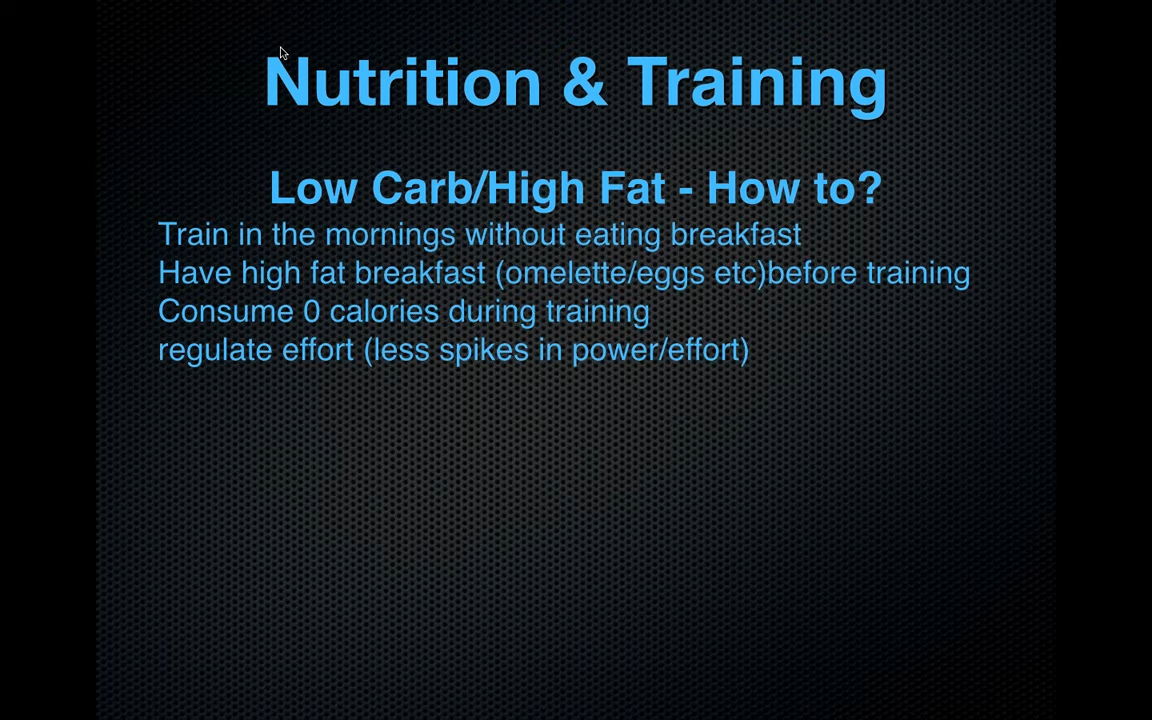 Nutrition & Training
Low Carb/High Fat - How to?
Train in the mornings without eating breakfast
Have high fat breakfast (omelette/eggs etc)before training
Consume 0 calories during training
regulate effort (less spikes in power/effort)